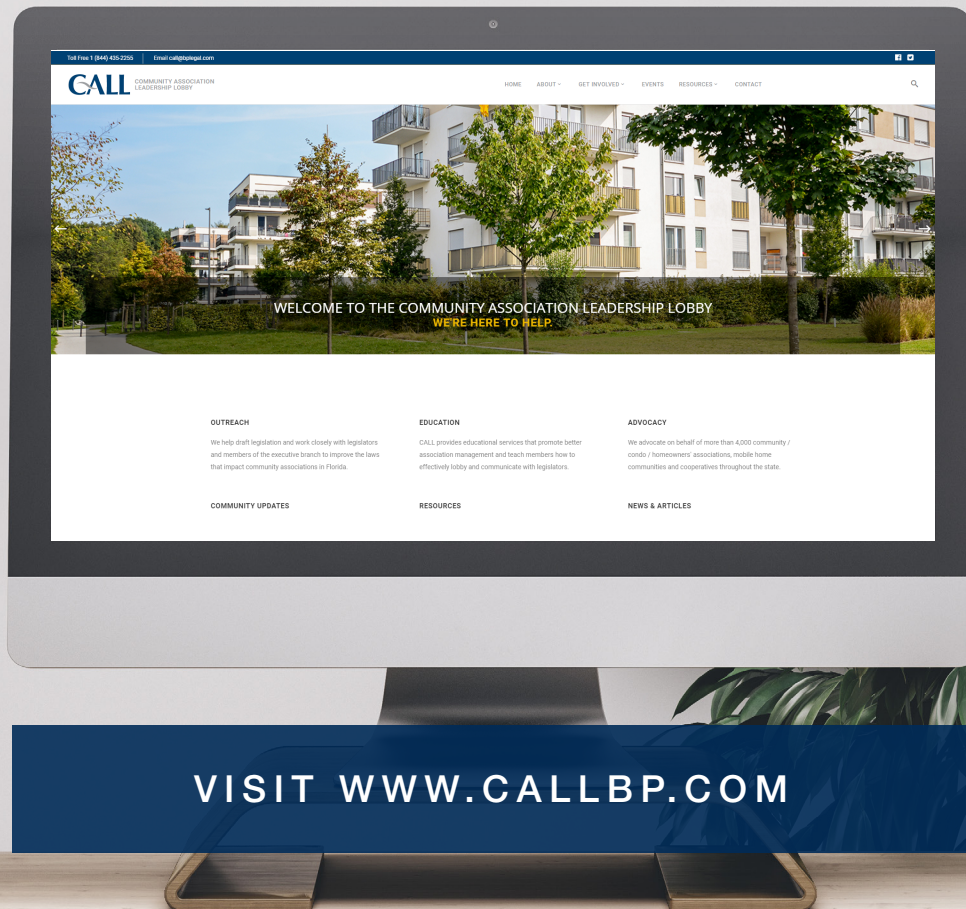 Toll Free 1 (844) 435-2255 Email call@bplegal.com
CALL COMMUNITY ASSOCIATION
LEADERSHIP LOBBY
HOME ABOUT GET INVOLVED EVENTS RESOURCES CONTACT
WELCOME TO THE COMMUNITY ASSOCIATION LEADERSHIP LOBBY
WE'RE HERE TO HELP.
OUTREACH
We help draft legislation and work closely with legislators
and members of the executive branch to improve the laws
that impact community associations in Florida.
EDUCATION
CALL provides educational services that promote better
association management and teach members how to
effectively lobby and communicate with legislators.
ADVOCACY
We advocate on behalf of more than 4,000 community /
condo / homeowners' associations, mobile home
communities and cooperatives throughout the state.
COMMUNITY UPDATES
RESOURCES
NEWS & ARTICLES
VISIT WWW.CALLBP.COM